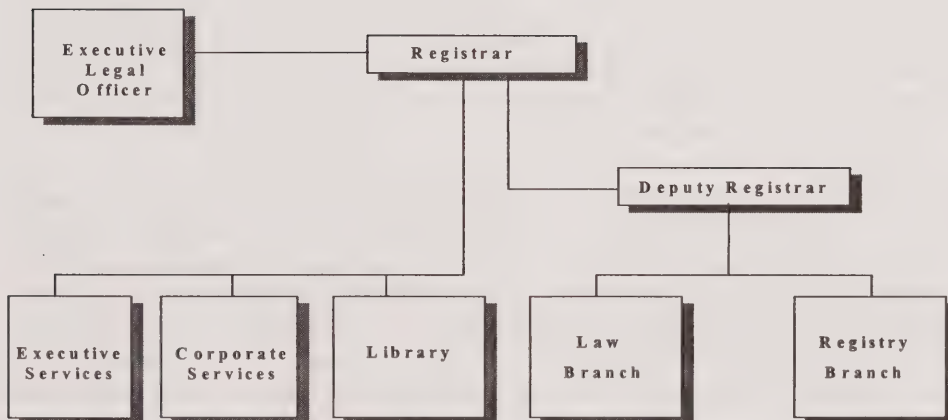 Executive
Legal
Officer
Registrar
Deputy Registrar
Executive
Services
Corporate
Services
Library
Law
Branch
Registry
Branch